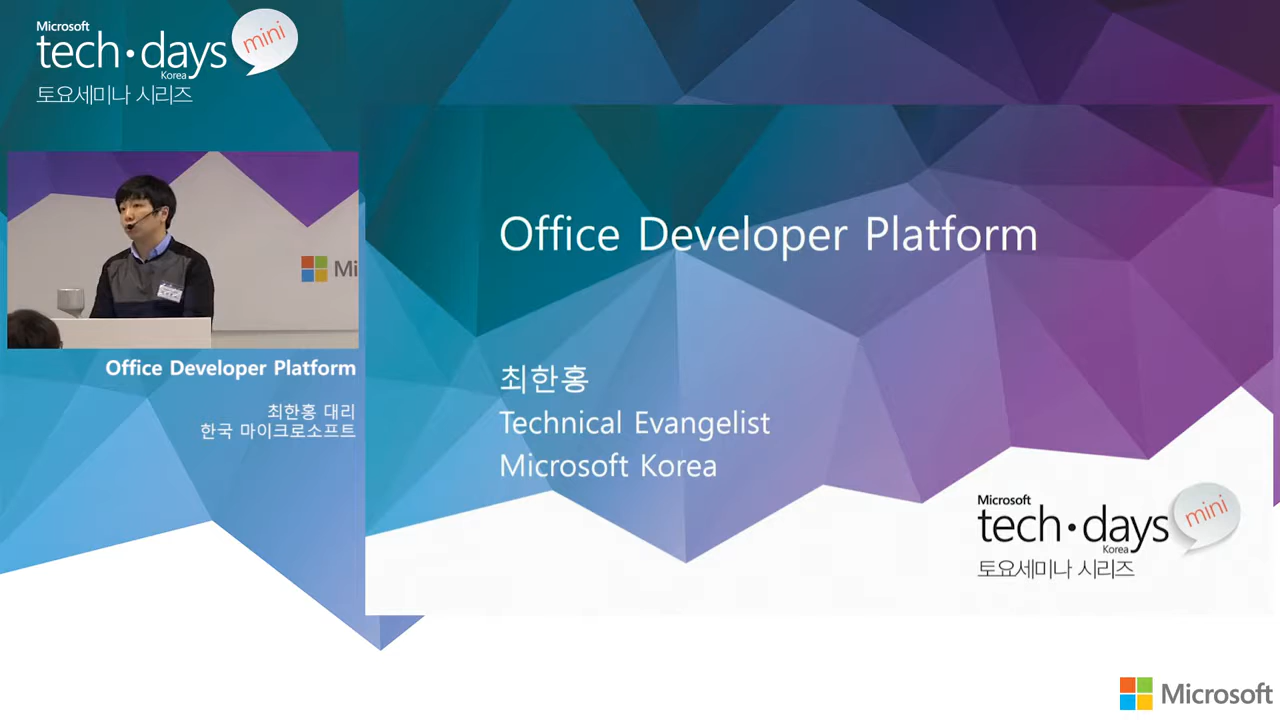 Microsoft
tech·days
mini
Korea
토요세미나 시리즈
Mi
Office Developer Platform
최한홍 대리
한국 마이크로소프트
Office Developer Platform
최한홍
Technical Evangelist
Microsoft Korea
Microsoft
tech·days
mini
Korea
토요세미나 시리즈
Microsoft